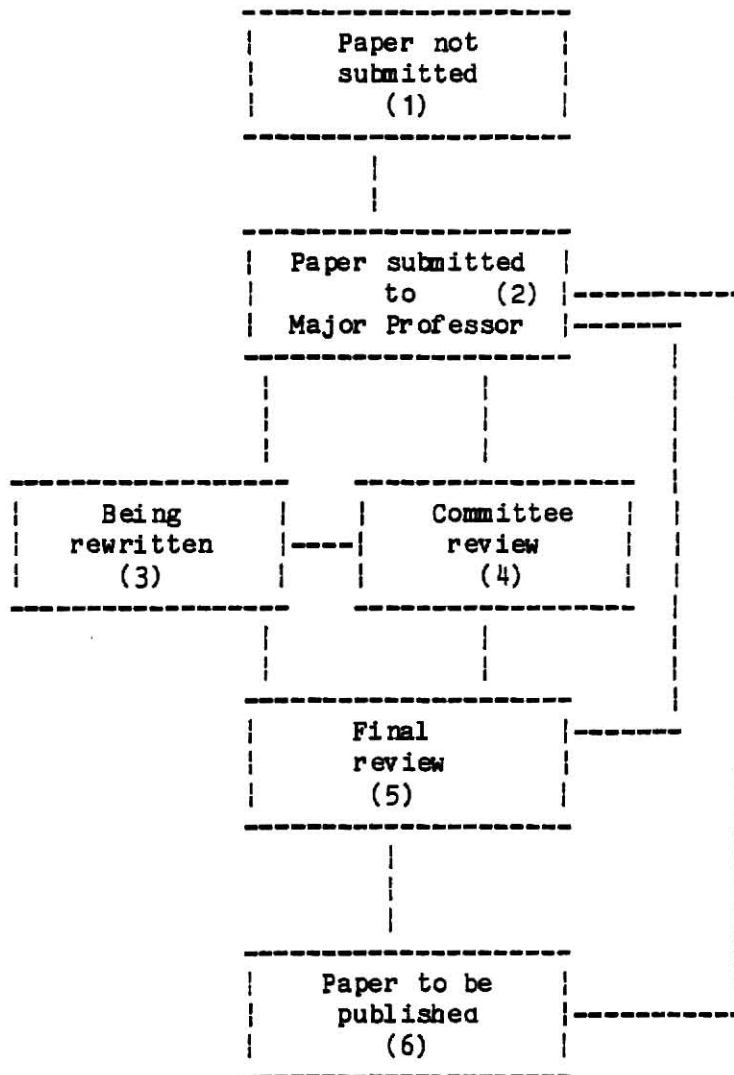 Paper not
submitted
(1)
Paper submitted
to (2)
Major Professor
Being
rewritten
(3)
Committee
review
(4)
Final
review
(5)
Paper to be
published
(6)